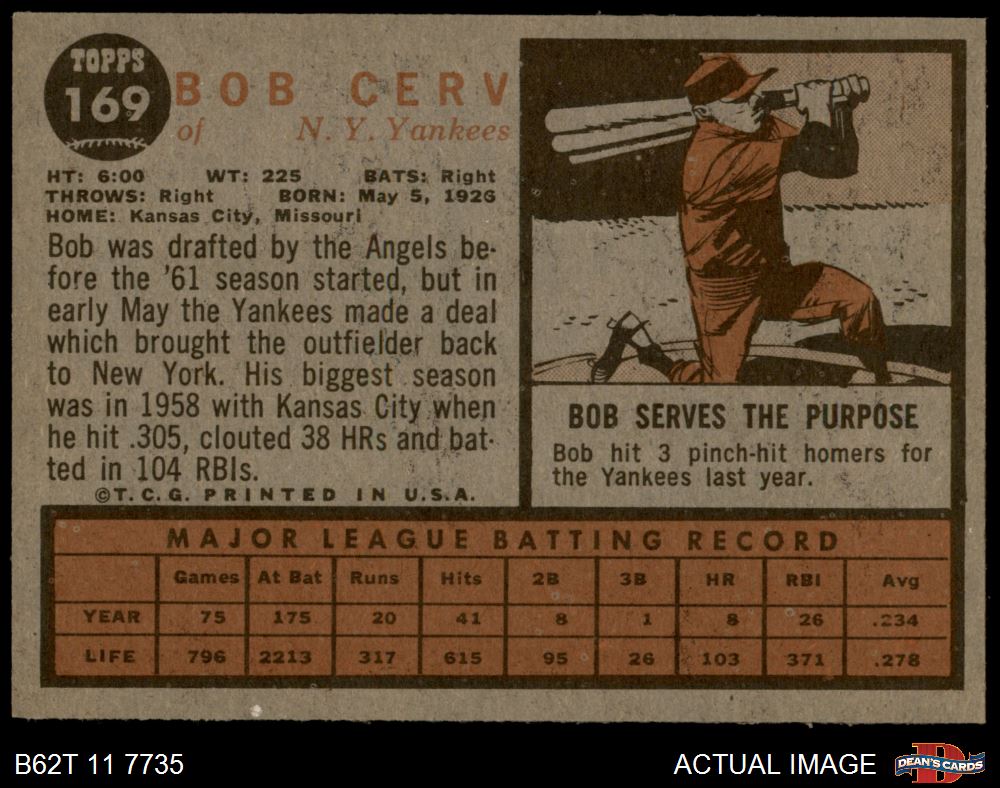 TOPPS
169
BOB CERV
of N. Y. Yankees
HT: 6:00 WT: 225 BATS: Right
THROWS: Right BORN: May 5, 1926
HOME: Kansas City, Missouri
Bob was drafted by the Angels be-
fore the '61 season started, but in
early May the Yankees made a deal
which brought the outfielder back
to New York. His biggest season
was in 1958 with Kansas City when
he hit .305, clouted 38 HRs and bat-
ted in 104 RBIs.
©T.C.G. PRINTED IN U.S.A.
BOB SERVES THE PURPOSE
Bob hit 3 pinch-hit homers for
the Yankees last year.
MAJOR LEAGUE BATTING RECORD
Games At Bat Runs Hits 2B 3B HR RBI Avg
YEAR 75 175 20 41 8 1 8 26 .234
LIFE 796 2213 317 615 95 26 103 371 .278
B62T 11 7735
ACTUAL IMAGE
D
DEAN'S CARDS